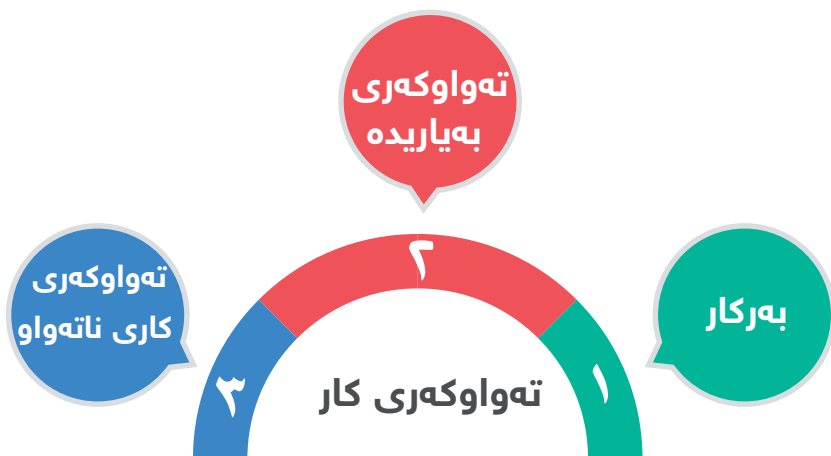 تەواوکەری
بەیاریدە
تەواوکەری
کاری ناتەواو
بەرکار
٢
٣
١
تەواوکەری کار